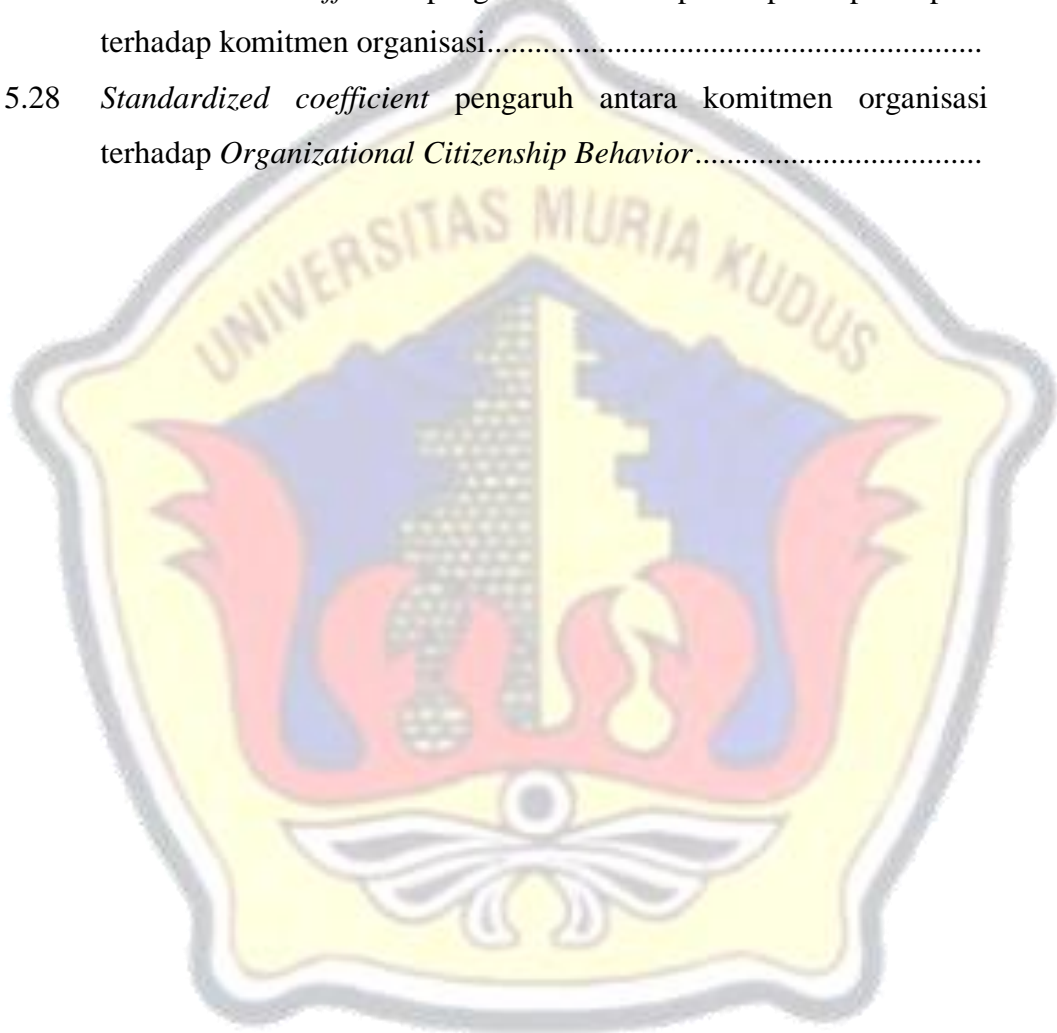 terhadap komitmen organisasi...............................................................
5.28 Standardized coefficient pengaruh antara komitmen organisasi
terhadap Organizational Citizenship Behavior....................................
UNIVERSITAS MURIA KUDUS